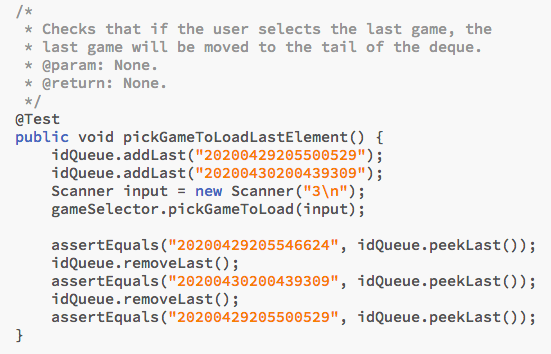 /*
 * Checks that if the user selects the last game, the
 * last game will be moved to the tail of the deque.
 * @param: None.
 * @return: None.
 */
@Test
public void pickGameToLoadLastElement() {
    idQueue.addLast("20200429205500529");
    idQueue.addLast("20200430200439309");
    Scanner input = new Scanner("3\n");
    gameSelector.pickGameToLoad(input);

    assertEquals("20200429205546624", idQueue.peekLast());
    idQueue.removeLast();
    assertEquals("20200430200439309", idQueue.peekLast());
    idQueue.removeLast();
    assertEquals("20200429205500529", idQueue.peekLast());
}